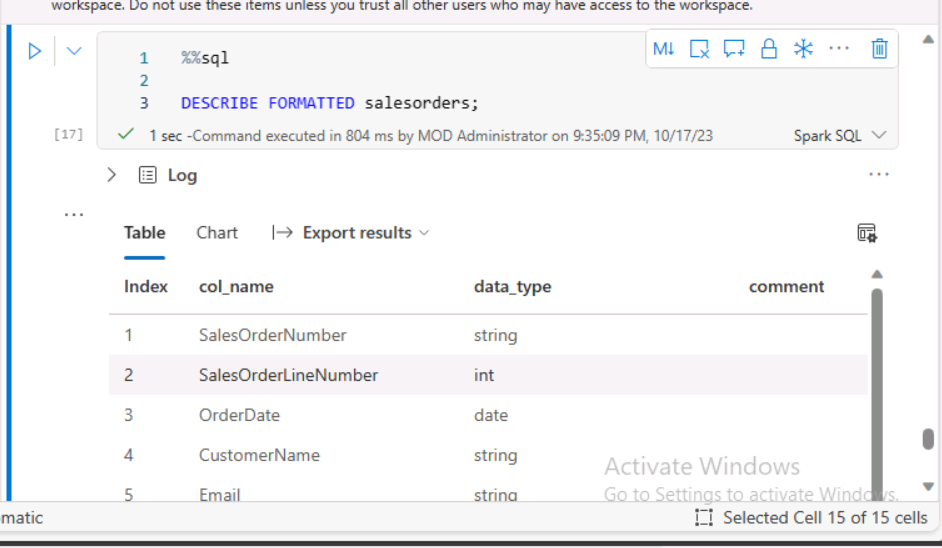 workspace. Do not use these items unless you trust all other users who may have access to the workspace.
M↓
1 %%sql
2
3 DESCRIBE FORMATTED salesorders;
[17] 1 sec -Command executed in 804 ms by MOD Administrator on 9:35:09 PM, 10/17/23 Spark SQL
Log
Table Chart Export results
Index col_name data_type comment
1 SalesOrderNumber string
2 SalesOrderLineNumber int
3 OrderDate date
4 CustomerName string
5 Email string
Activate Windows
Go to Settings to activate Windows.
matic Selected Cell 15 of 15 cells